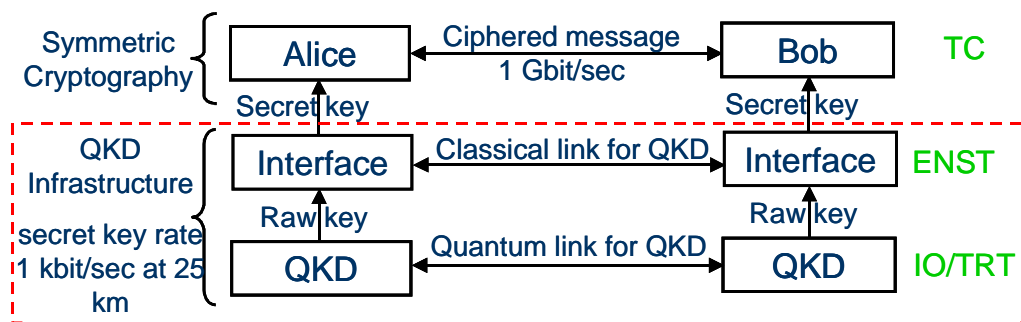 Symmetric
Cryptography
Alice
Ciphered message
1 Gbit/sec
Bob
TC
Secret key
Secret key
QKD
Infrastructure
Interface
Classical link for QKD
Interface
ENST
Raw key
Raw key
secret key rate
1 kbit/sec at 25
km
QKD
Quantum link for QKD
QKD
IO/TRT